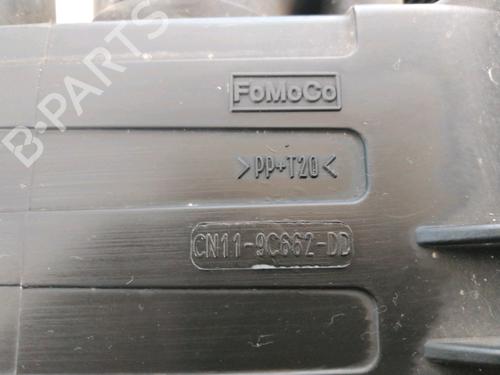 B-PARTS
FoMoCo
>PP+T20<
CN11-9C662-DD